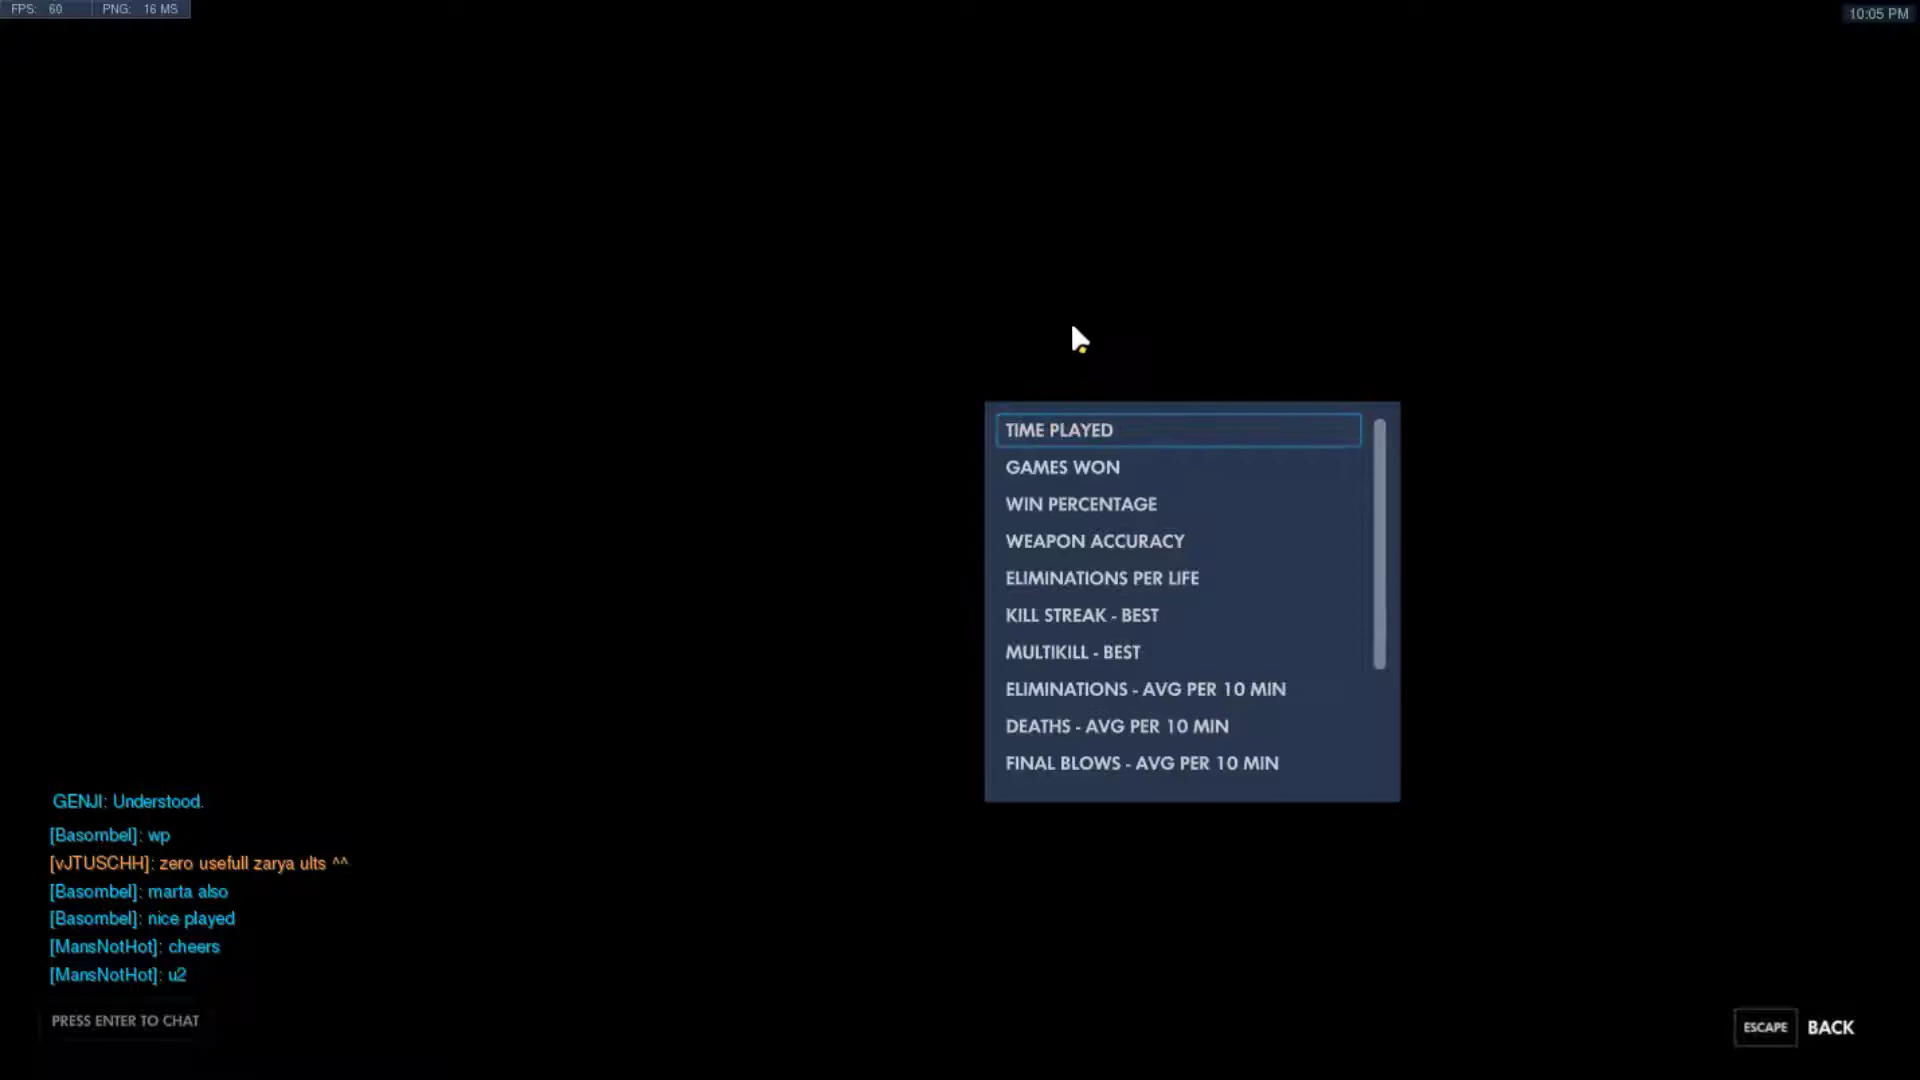 FPS: 60 PNG: 16 MS
10:05 PM
TIME PLAYED
GAMES WON
WIN PERCENTAGE
WEAPON ACCURACY
ELIMINATIONS PER LIFE
KILL STREAK - BEST
MULTIKILL - BEST
ELIMINATIONS - AVG PER 10 MIN
DEATHS - AVG PER 10 MIN
FINAL BLOWS - AVG PER 10 MIN
GENJI: Understood.
[Basombel]: wp
[vJTUSCHH]: zero usefull zarya ults ^^
[Basombel]: marta also
[Basombel]: nice played
[MansNotHot]: cheers
[MansNotHot]: u2
PRESS ENTER TO CHAT
ESCAPE BACK